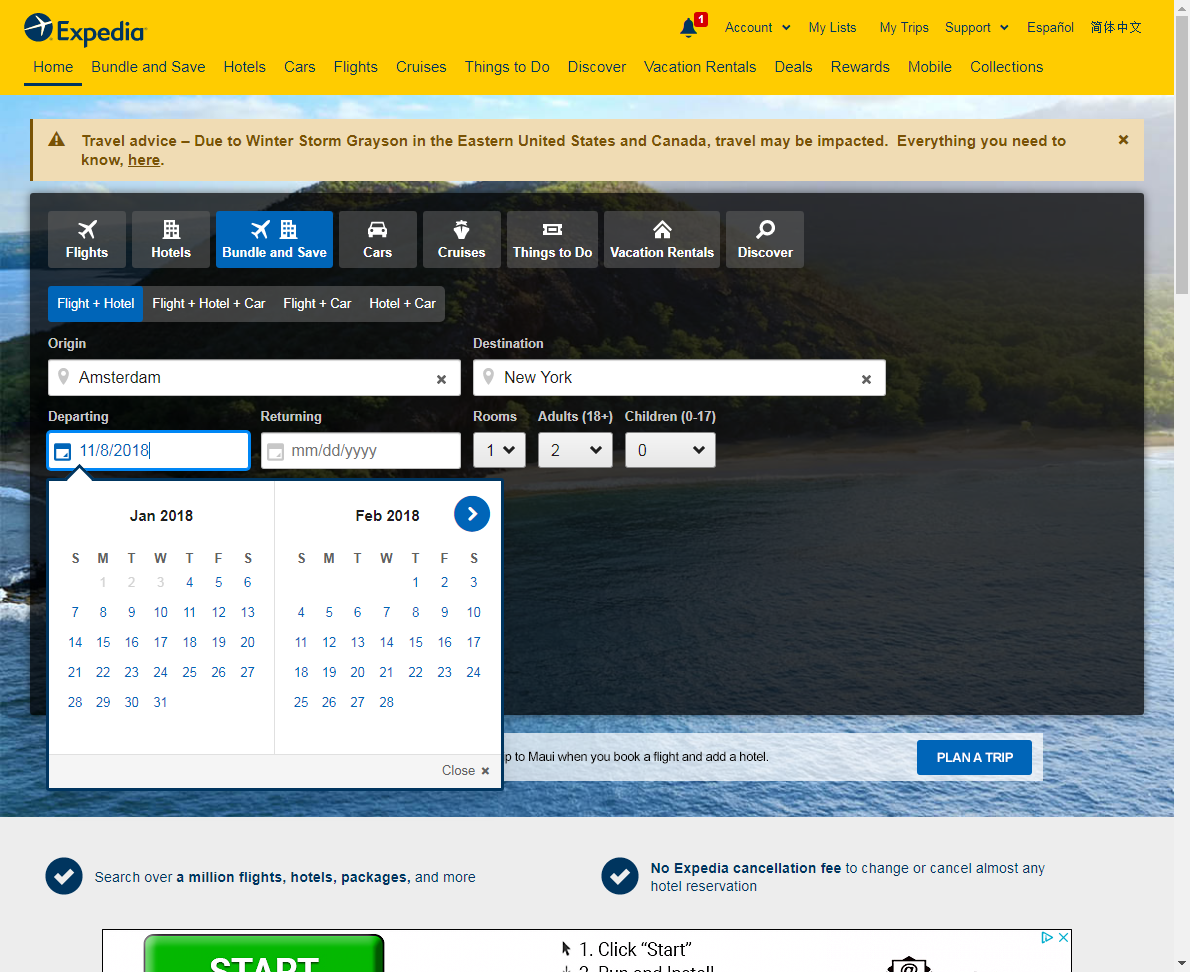 Expedia
1
Account
My Lists
My Trips
Support
Español
简体中文
Home
Bundle and Save
Hotels
Cars
Flights
Cruises
Things to Do
Discover
Vacation Rentals
Deals
Rewards
Mobile
Collections
Travel advice – Due to Winter Storm Grayson in the Eastern United States and Canada, travel may be impacted. Everything you need to
know, here.
Flights
Hotels
Bundle and Save
Cars
Cruises
Things to Do
Vacation Rentals
Discover
Flight + Hotel
Flight + Hotel + Car
Flight + Car
Hotel + Car
Origin
Destination
Amsterdam
New York
Departing
Returning
Rooms
Adults (18+)
Children (0-17)
11/8/2018
mm/dd/yyyy
1
2
0
Jan 2018
S M T W T F S
1 2 3 4 5 6
7 8 9 10 11 12 13
14 15 16 17 18 19 20
21 22 23 24 25 26 27
28 29 30 31
Feb 2018
S M T W T F S
1 2 3
4 5 6 7 8 9 10
11 12 13 14 15 16 17
18 19 20 21 22 23 24
25 26 27 28
Close
p to Maui when you book a flight and add a hotel.
PLAN A TRIP
Search over a million flights, hotels, packages, and more
No Expedia cancellation fee to change or cancel almost any
hotel reservation
START
1. Click “Start”
2. Run and Install